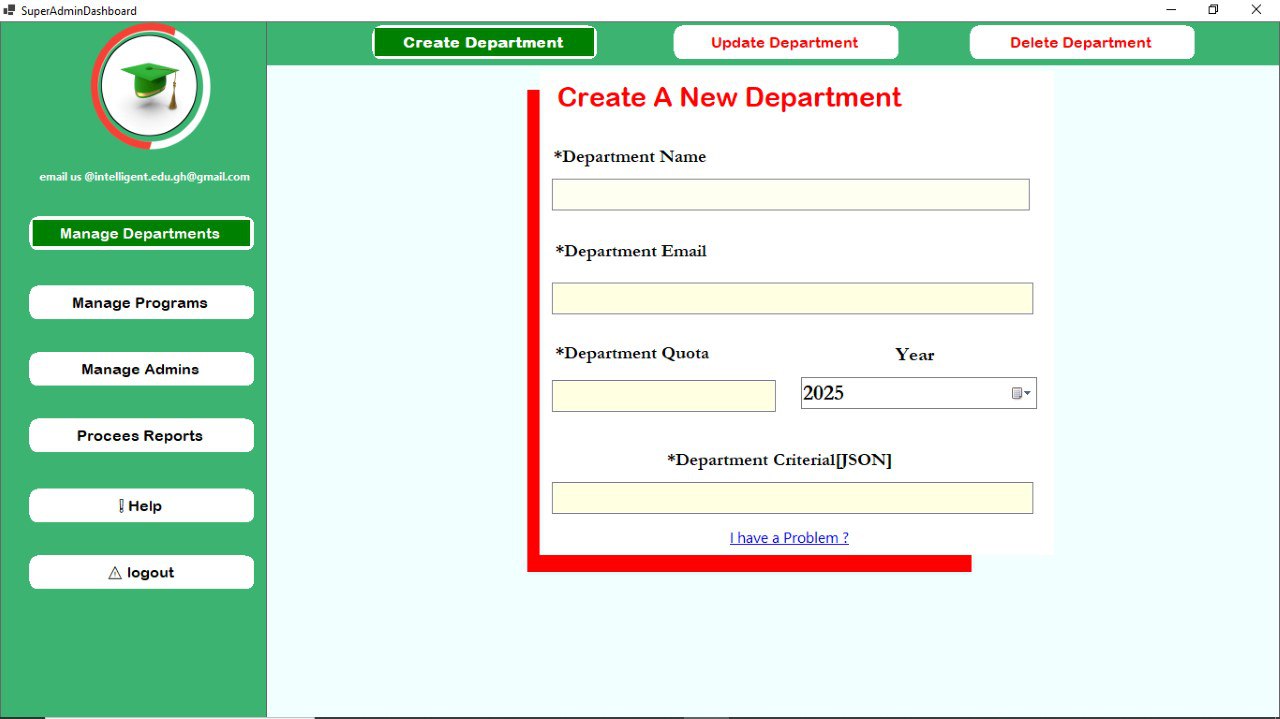 SuperAdminDashboard
Create Department
Update Department
Delete Department
email us @intelligent.edu.gh@gmail.com
Manage Departments
Manage Programs
Manage Admins
Procees Reports
Help
logout
Create A New Department
*Department Name
*Department Email
*Department Quota
Year
2025
*Department Criterial[JSON]
I have a Problem ?